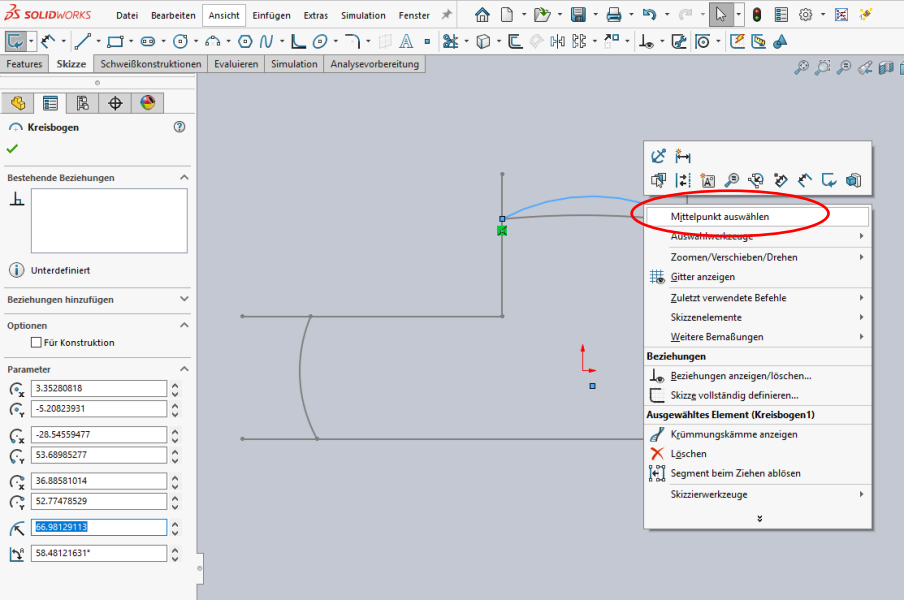 SOLIDWORKS
Datei Bearbeiten Ansicht Einfügen Extras Simulation Fenster
Features Skizze Schweißkonstruktionen Evaluieren Simulation Analysevorbereitung
Kreisbogen
Bestehende Beziehungen
Unterdefiniert
Beziehungen hinzufügen
Optionen
Für Konstruktion
Parameter
3.35280818
-5.20823931
-28.54559477
53.68985277
36.88581014
52.77478529
66.98129113
58.48121631°
Mittelpunkt auswählen
Auswahlwerkzeuge
Zoomen/Verschieben/Drehen
Gitter anzeigen
Zuletzt verwendete Befehle
Skizzenelemente
Weitere Bemaßungen
Beziehungen
Beziehungen anzeigen/löschen...
Skizze vollständig definieren...
Ausgewähltes Element (Kreisbogen1)
Krümmungskämme anzeigen
Löschen
Segment beim Ziehen ablösen
Skizzierwerkzeuge